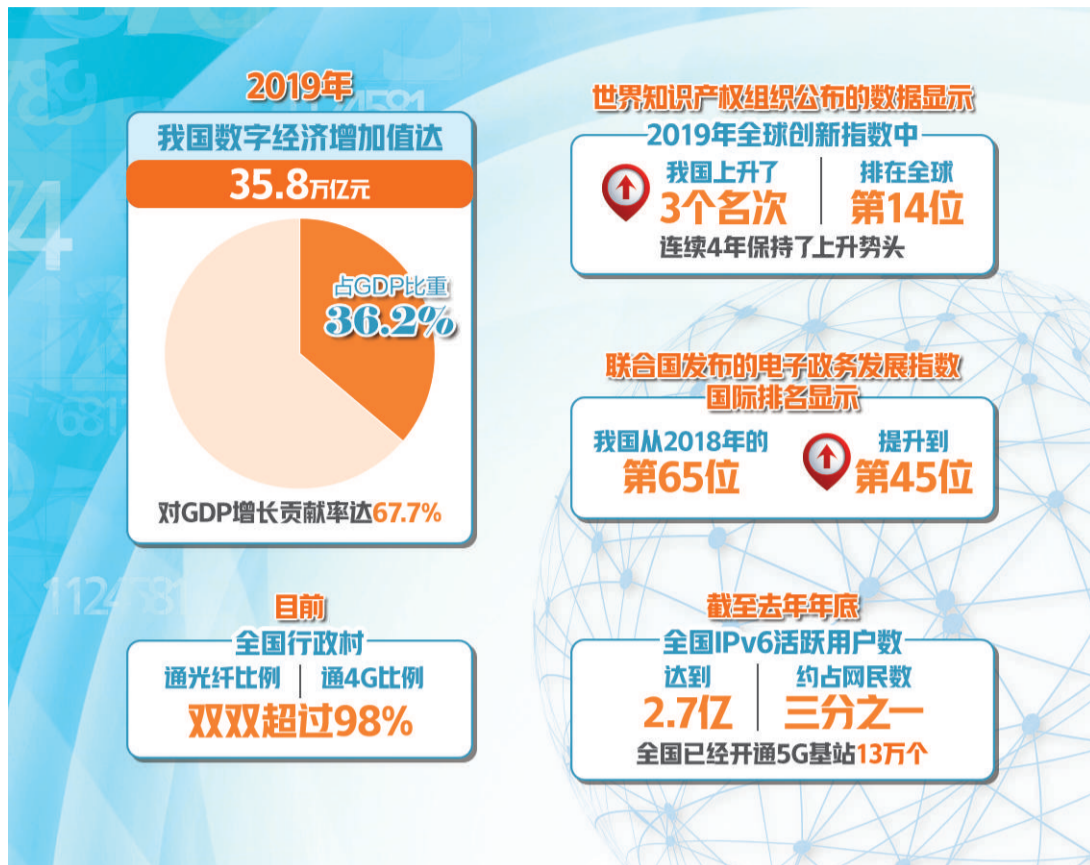 2019年
我国数字经济增加值达
35.8万亿元
占GDP比重
36.2%
对GDP增长贡献率达67.7%
目前
全国行政村
通光纤比例 通4G比例
双双超过98%
世界知识产权组织公布的数据显示
2019年全球创新指数中
我国上升了 排在全球
3个名次 第14位
连续4年保持了上升势头
联合国发布的电子政务发展指数
国际排名显示
我国从2018年的 提升到
第65位 第45位
截至去年年底
全国IPv6活跃用户数
达到 约占网民数
2.7亿 三分之一
全国已经开通5G基站13万个